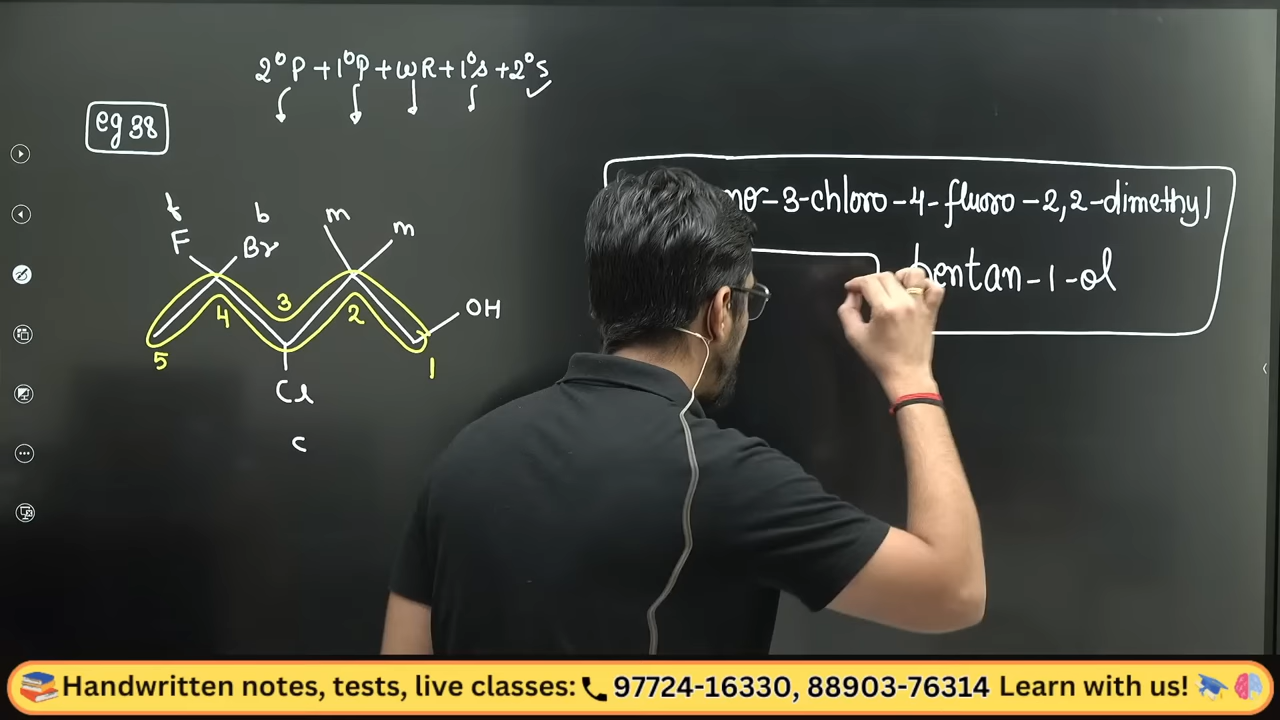 2°P+1°P+WR+1°S+2°S
eg 38
mo-3-chloro-4-fluoro-2,2-dimethyl
pentan-1-ol
f
b
m
m
F
Br
3
OH
4
2
5
1
Cl
c
Handwritten notes, tests, live classes: 97724-16330, 88903-76314 Learn with us!